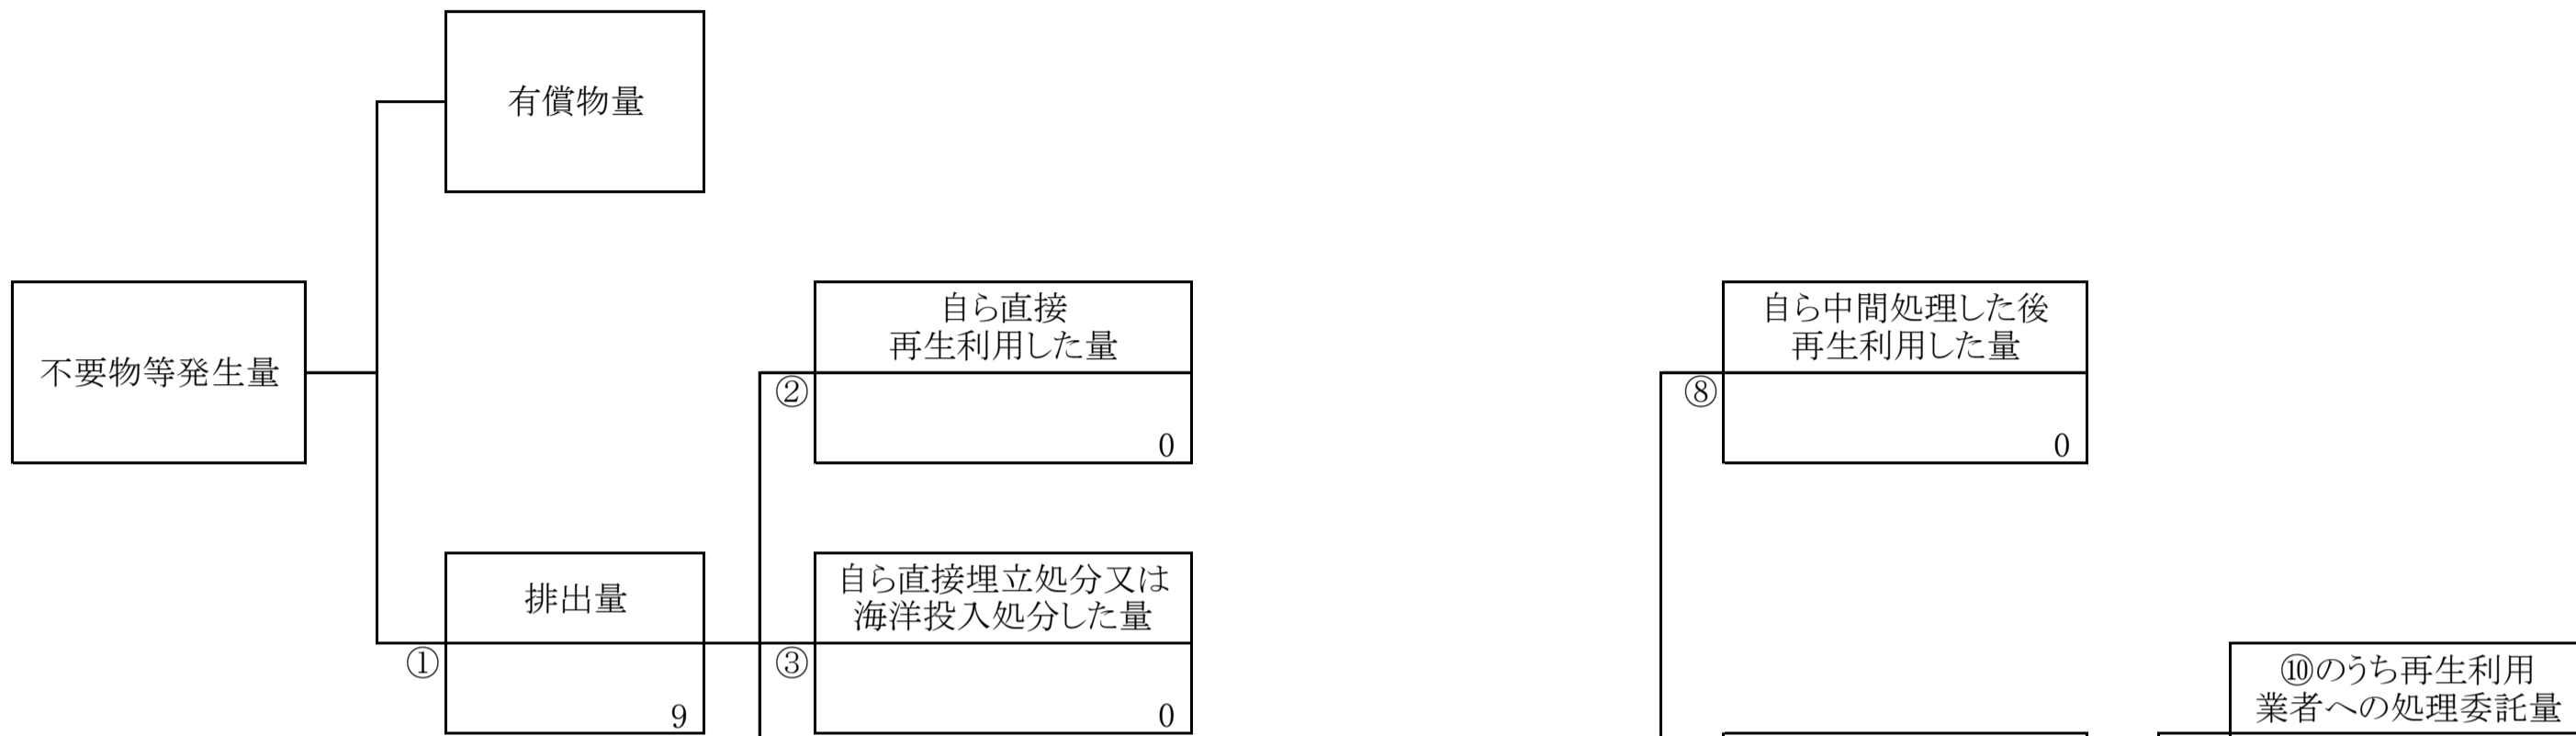 有償物量
不要物等発生量
自ら直接
再生利用した量
②
0
自ら中間処理した後
再生利用した量
⑧
0
排出量
①
9
自ら直接埋立処分又は
海洋投入処分した量
③
0
⑩のうち再生利用
業者への処理委託量